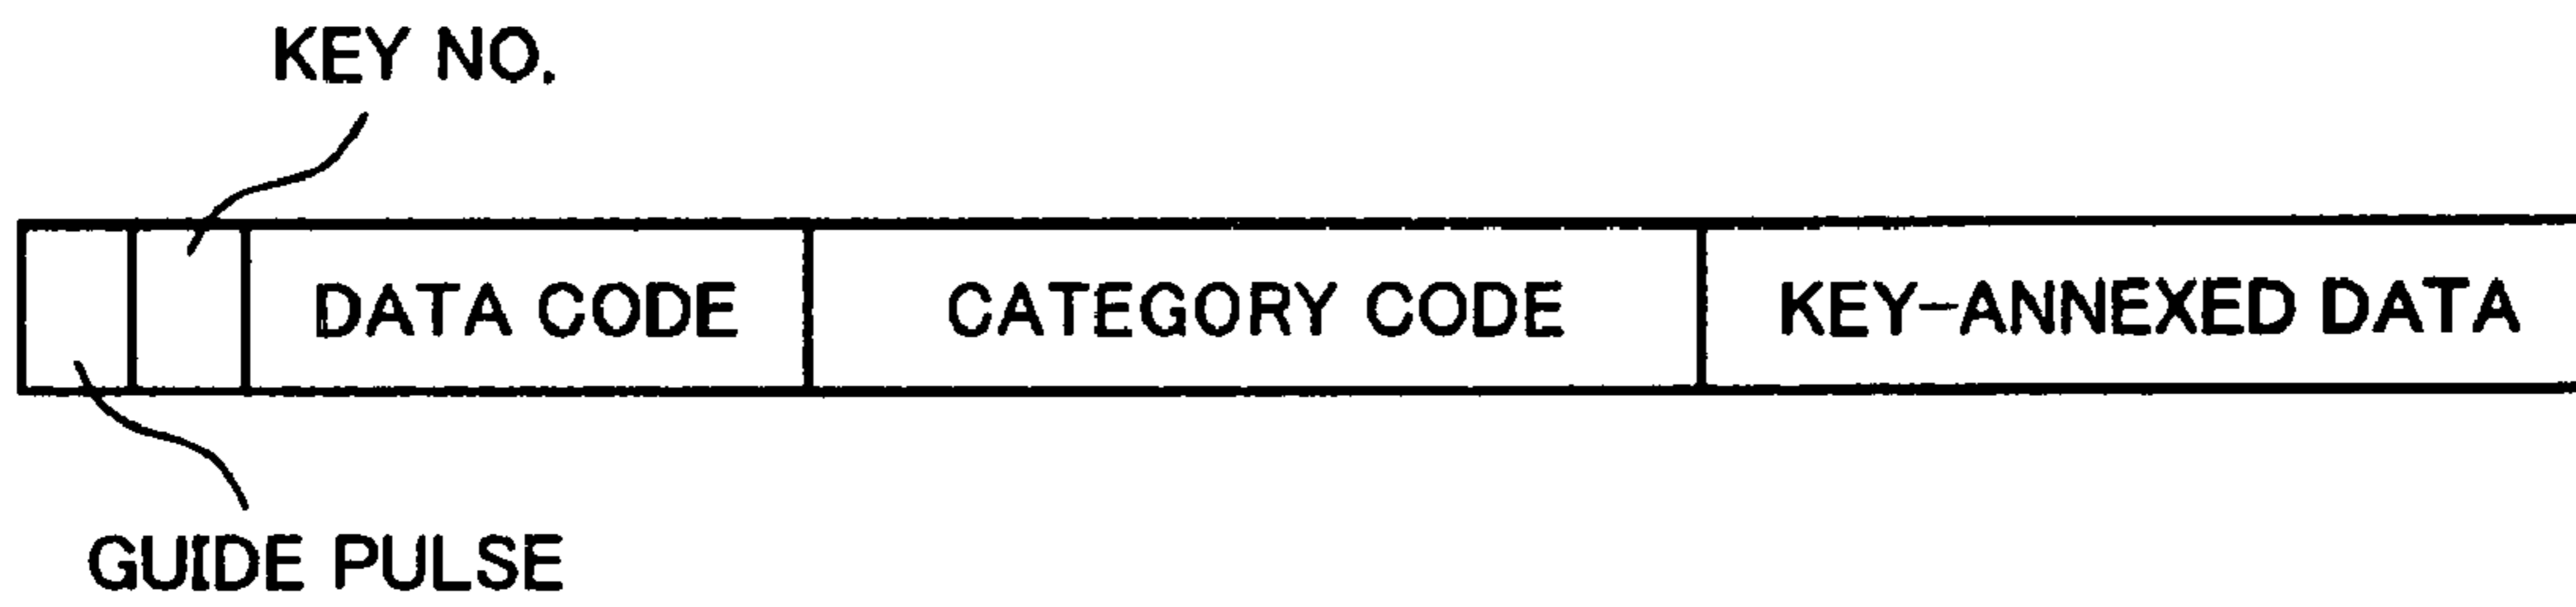 KEY NO.
DATA CODE
CATEGORY CODE
KEY-ANNEXED DATA
GUIDE PULSE